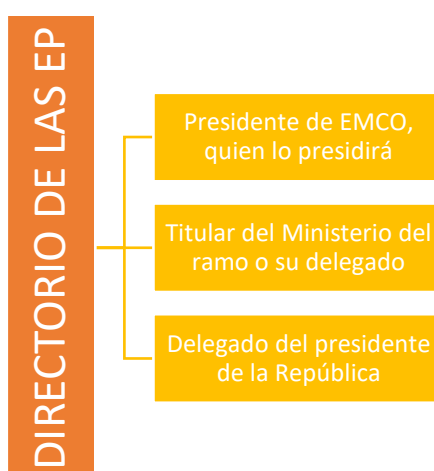 DIRECTORIO DE LAS EP
Presidente de EMCO,
quien lo presidirá
Titular del Ministerio del
ramo o su delegado
Delegado del presidente
de la República